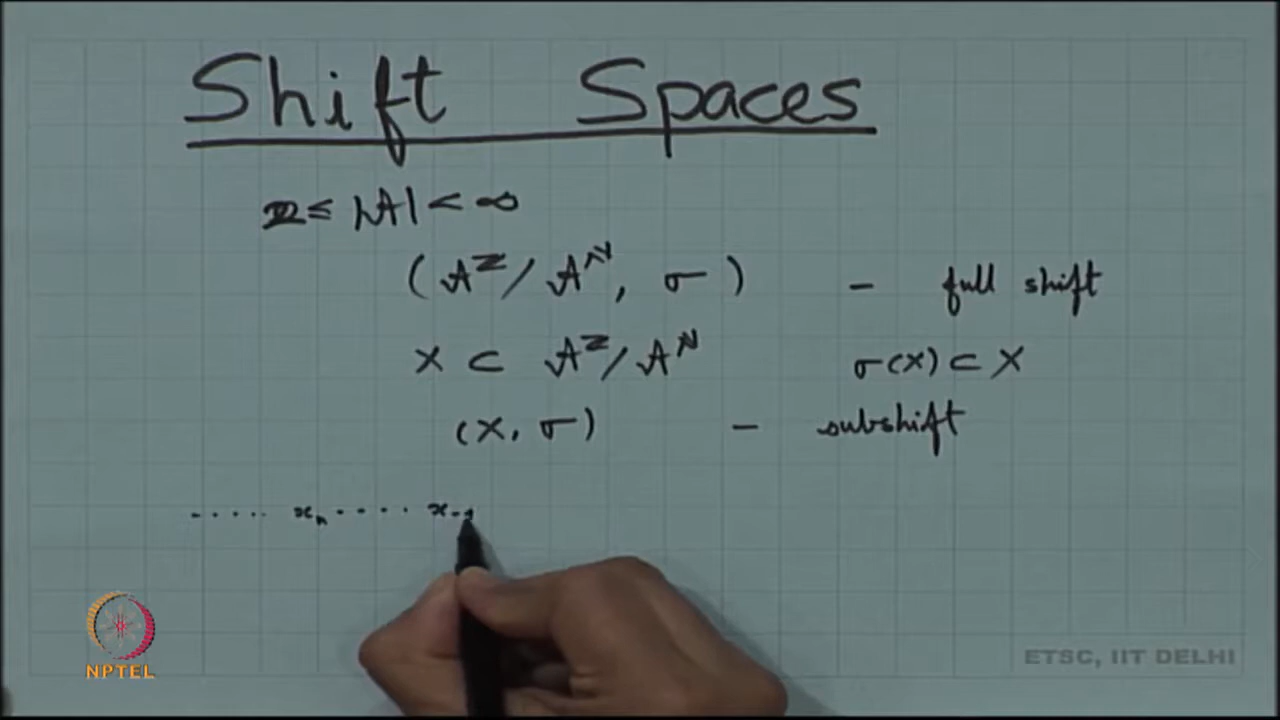 Shift Spaces
2 ≤ |A| < ∞
(A^Z / A^N, σ) - full shift
X ⊂ A^Z / A^N σ(X) ⊂ X
(X, σ) - subshift
..... x_n .... x_-1
NPTEL
ETSC, IIT DELHI